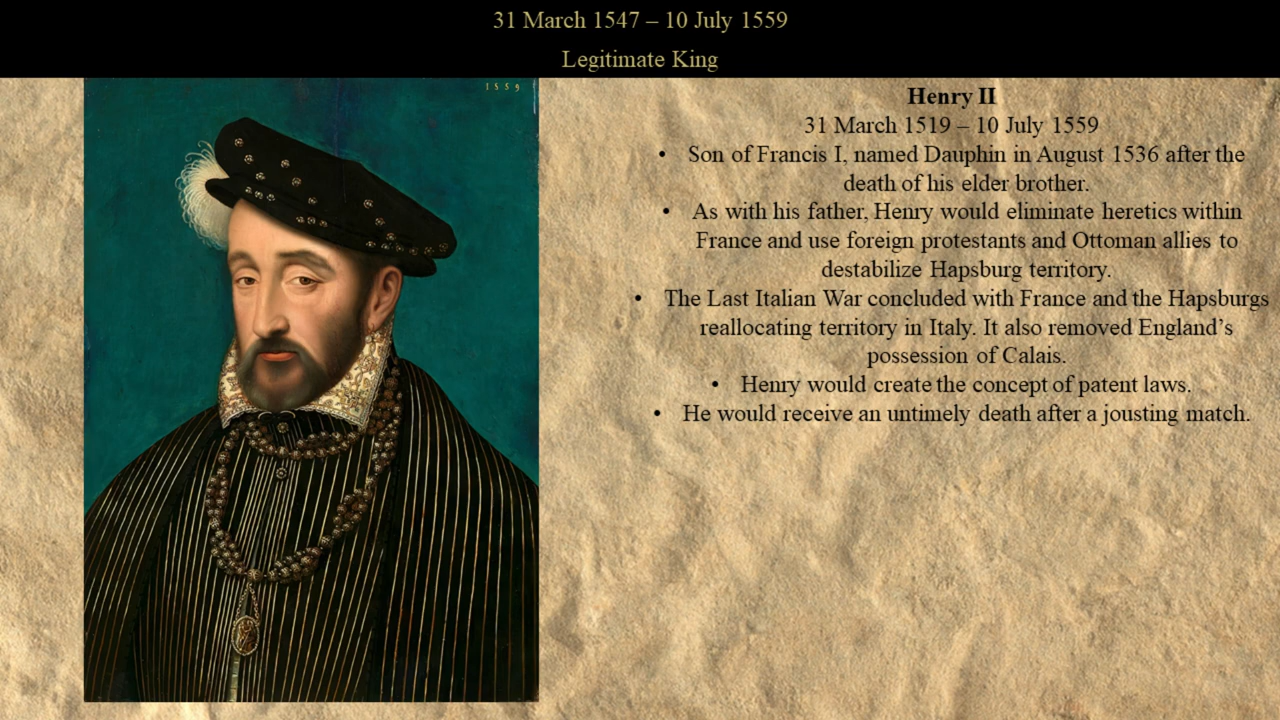 31 March 1547 – 10 July 1559
Legitimate King
1559
Henry II
31 March 1519 – 10 July 1559
• Son of Francis I, named Dauphin in August 1536 after the
death of his elder brother.
• As with his father, Henry would eliminate heretics within
France and use foreign protestants and Ottoman allies to
destabilize Hapsburg territory.
• The Last Italian War concluded with France and the Hapsburgs
reallocating territory in Italy. It also removed England’s
possession of Calais.
• Henry would create the concept of patent laws.
• He would receive an untimely death after a jousting match.